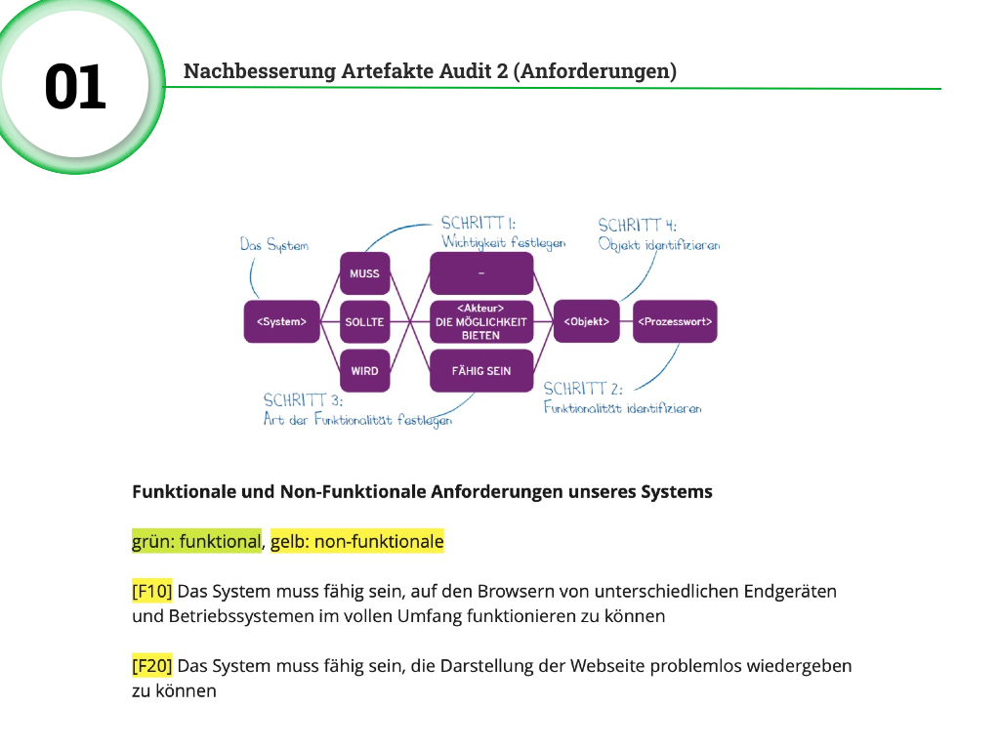 01
Nachbesserung Artefakte Audit 2 (Anforderungen)
SCHRITT 1:
Wichtigkeit festlegen
SCHRITT 4:
Objekt identifizieren
Das System
MUSS
–
<System>
SOLLTE
<Akteur>
DIE MÖGLICHKEIT
BIETEN
<Objekt>
<Prozesswort>
WIRD
FÄHIG SEIN
SCHRITT 3:
Art der Funktionalität festlegen
SCHRITT 2:
Funktionalität identifizieren
Funktionale und Non-Funktionale Anforderungen unseres Systems
grün: funktional, gelb: non-funktionale
[F10] Das System muss fähig sein, auf den Browsern von unterschiedlichen Endgeräten
und Betriebssystemen im vollen Umfang funktionieren zu können
[F20] Das System muss fähig sein, die Darstellung der Webseite problemlos wiedergeben
zu können